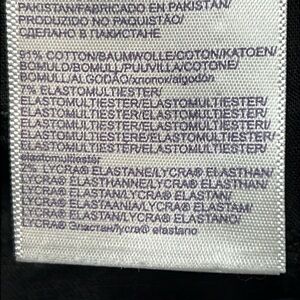 PAKISTAN/FABRICADO EN PAKISTAN/
PRODUZIDO NO PAQUISTÃO/
СДЕЛАНО В ПАКИСТАНЕ
91% COTTON/BAUMWOLLE/COTON/KATOEN/
BOMULD/BOMULL/PUUVILLA/COTONE/
BOMULL/ALGODÃO/хлопок/algodón
7% ELASTOMULTIESTER/
ELASTOMULTIESTER/ELASTOMULTIESTER/
ELASTOMULTIESTER/ELASTOMULTIESTER/
ELASTOMULTIESTER/ELASTOMULTIESTER/
ELASTOMULTIESTER/ELASTOMULTIESTER/
elastomultiéster
2% LYCRA® ELASTANE/LYCRA® ELASTHAN/
LYCRA® ELASTHANNE/LYCRA® ELASTHAN/
LYCRA® ELASTAN/LYCRA® ELASTAN/
LYCRA® ELASTAANIA/LYCRA® ELASTAM/
LYCRA® ELASTAN/LYCRA® ELASTANO/
LYCRA® Эластан/lycra® elastano